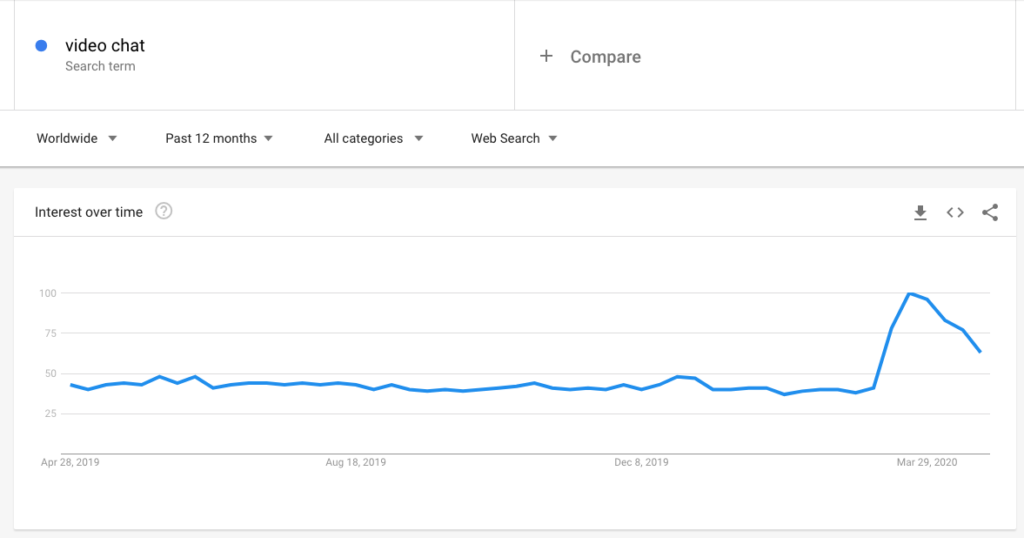 video chat
Search term
+ Compare
Worldwide Past 12 months All categories Web Search
Interest over time ?
100
75
50
25
Apr 28, 2019 Aug 18, 2019 Dec 8, 2019 Mar 29, 2020